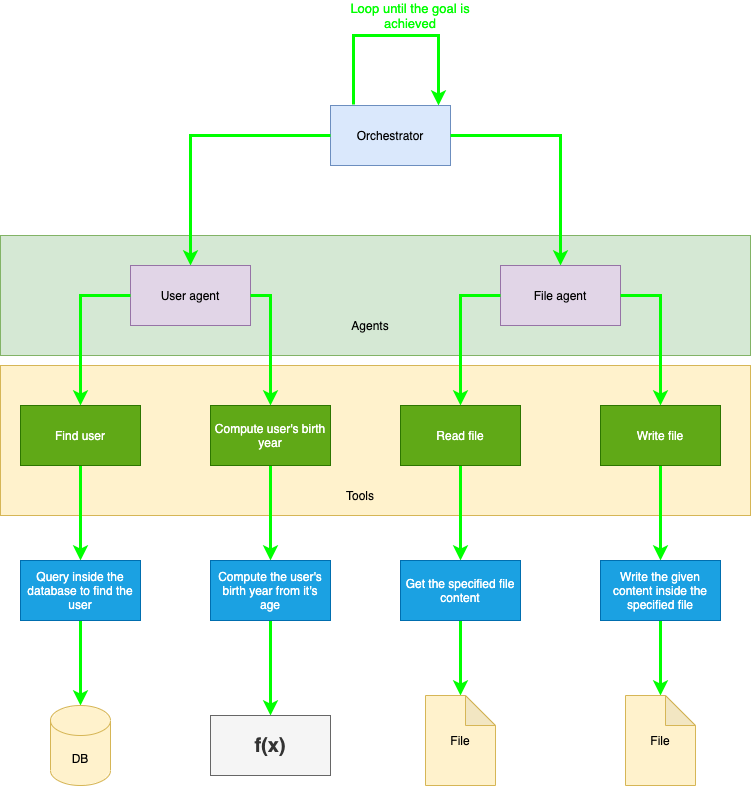 Loop until the goal is
achieved
Orchestrator
User agent
File agent
Agents
Find user
Compute user's birth
year
Read file
Write file
Tools
Query inside the
database to find the
user
Compute the user's
birth year from it's
age
Get the specified file
content
Write the given
content inside the
specified file
DB
f(x)
File
File